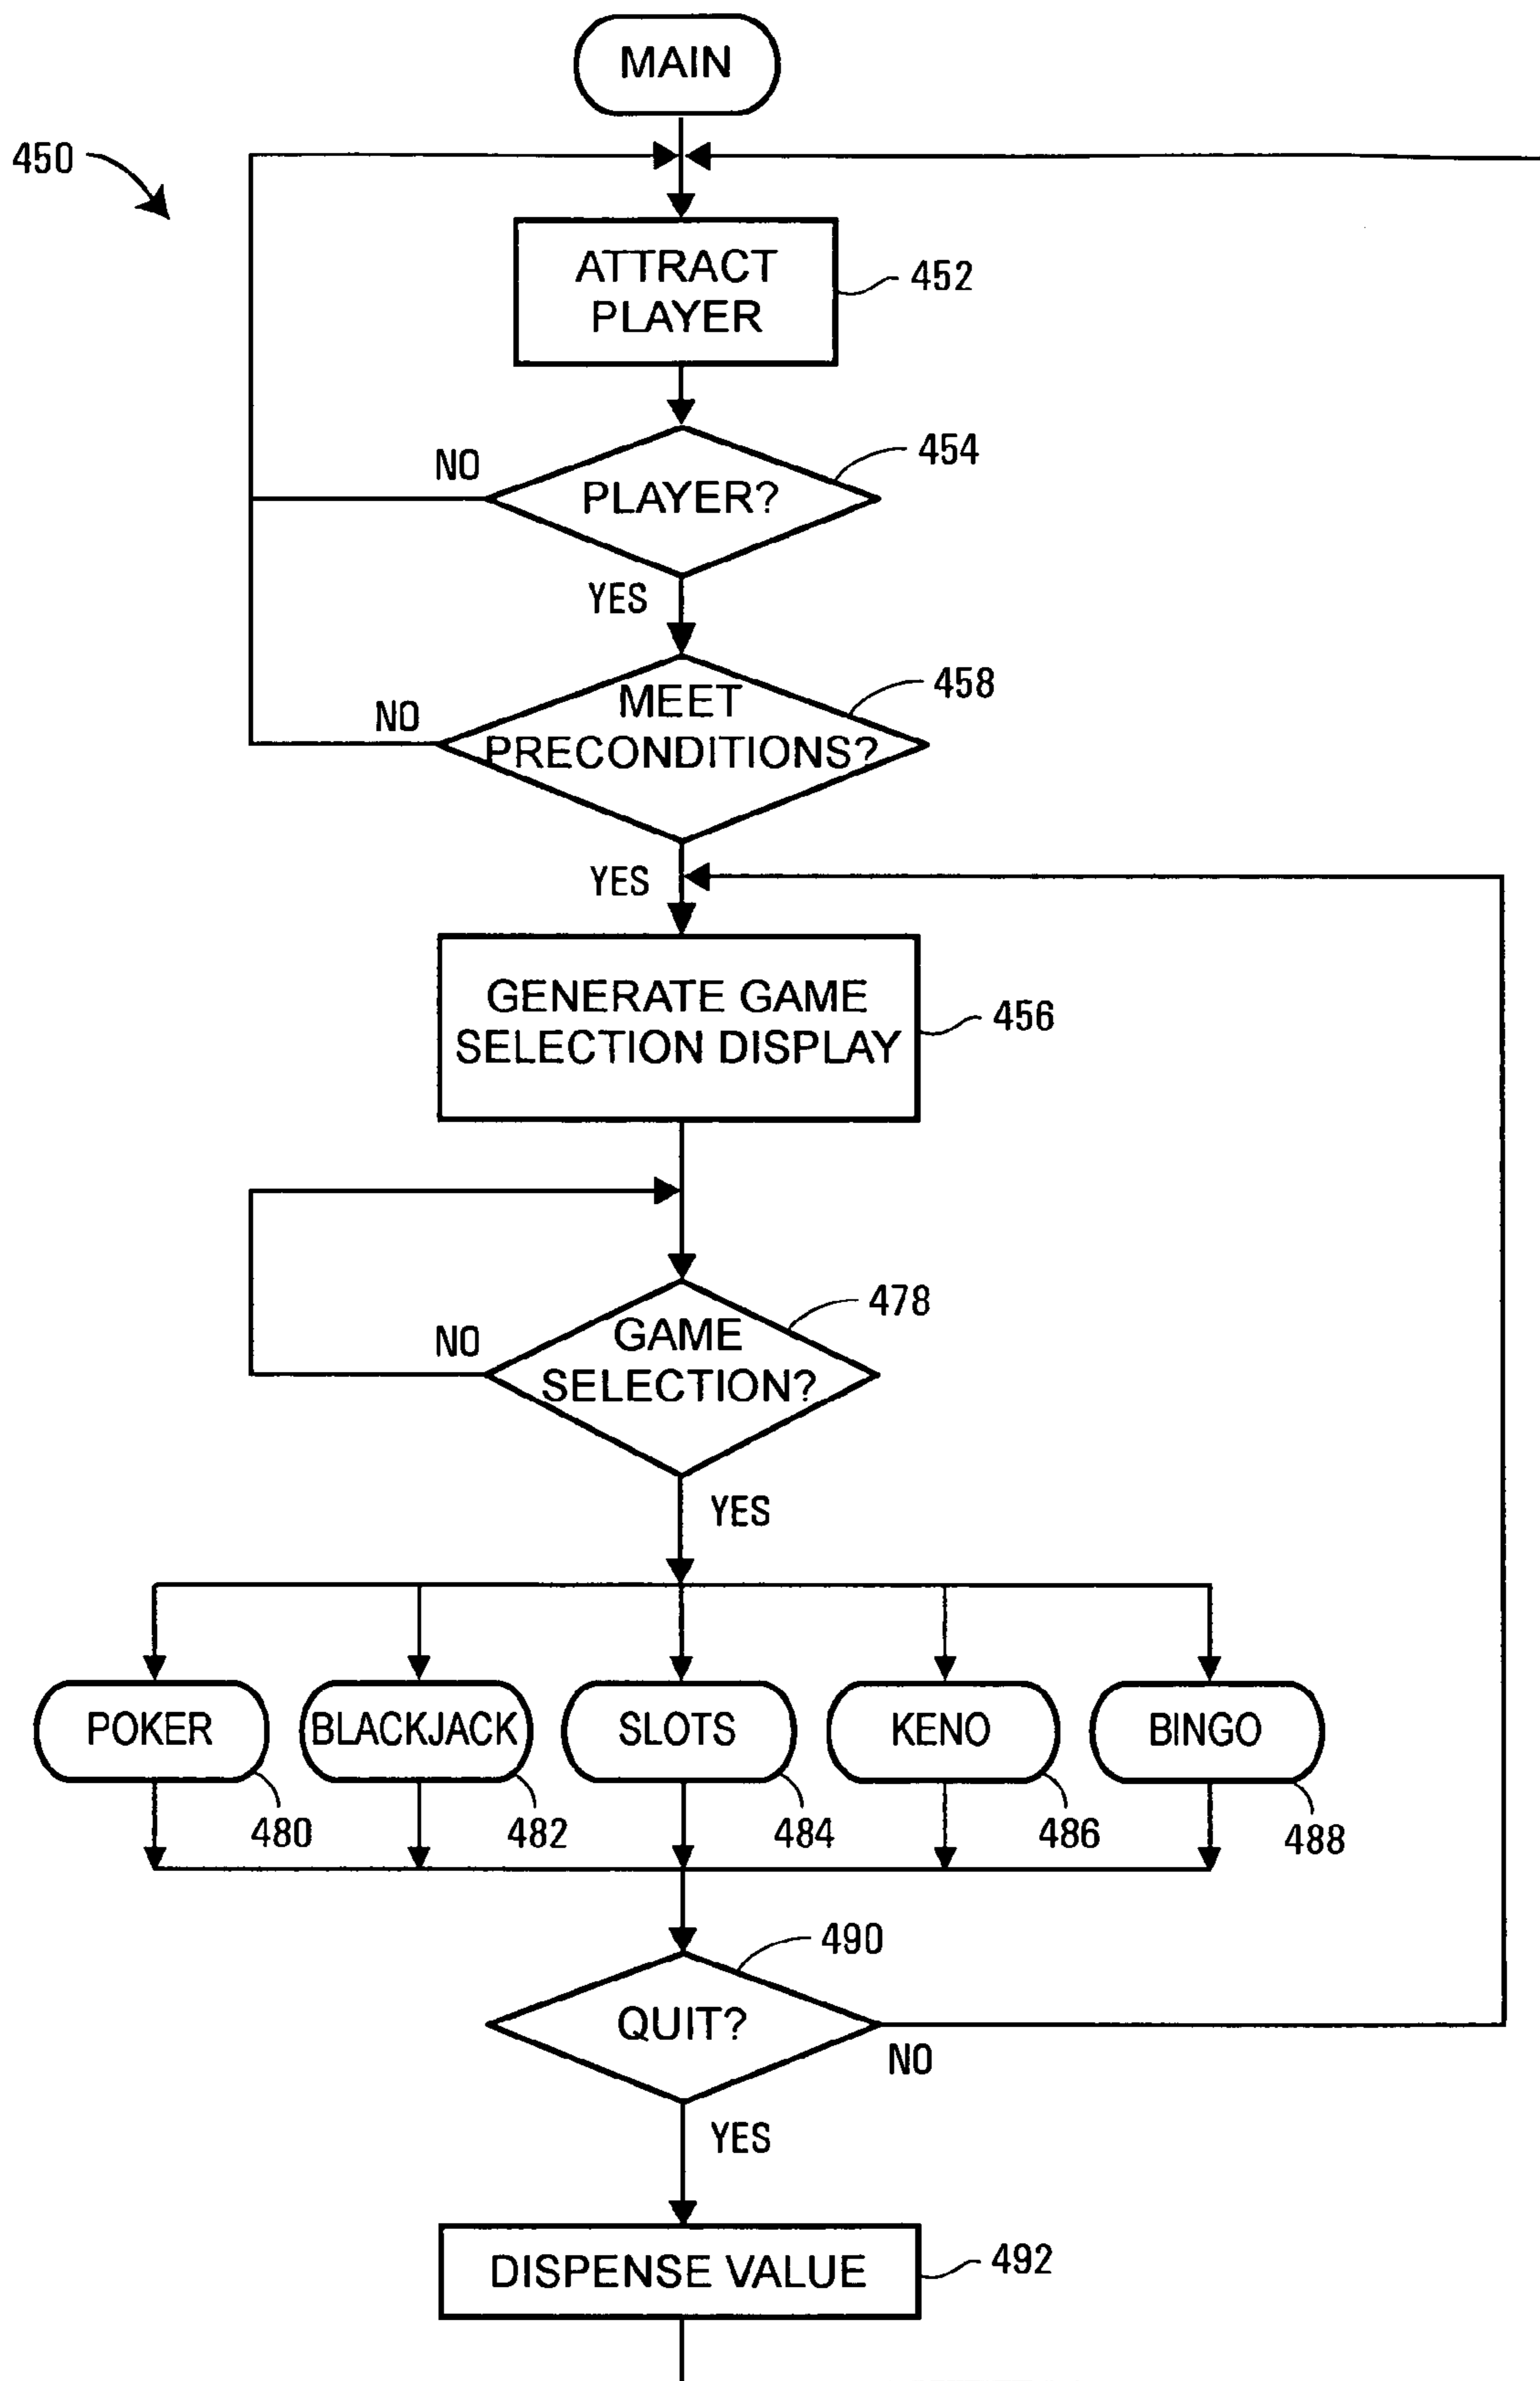 MAIN
450
ATTRACT
PLAYER
452
454
NO
PLAYER?
YES
458
MEET
NO
PRECONDITIONS?
YES
GENERATE GAME
SELECTION DISPLAY
456
478
GAME
NO
SELECTION?
YES
POKER
BLACKJACK
SLOTS
KENO
BINGO
480
482
484
486
488
490
QUIT?
NO
YES
DISPENSE VALUE
492